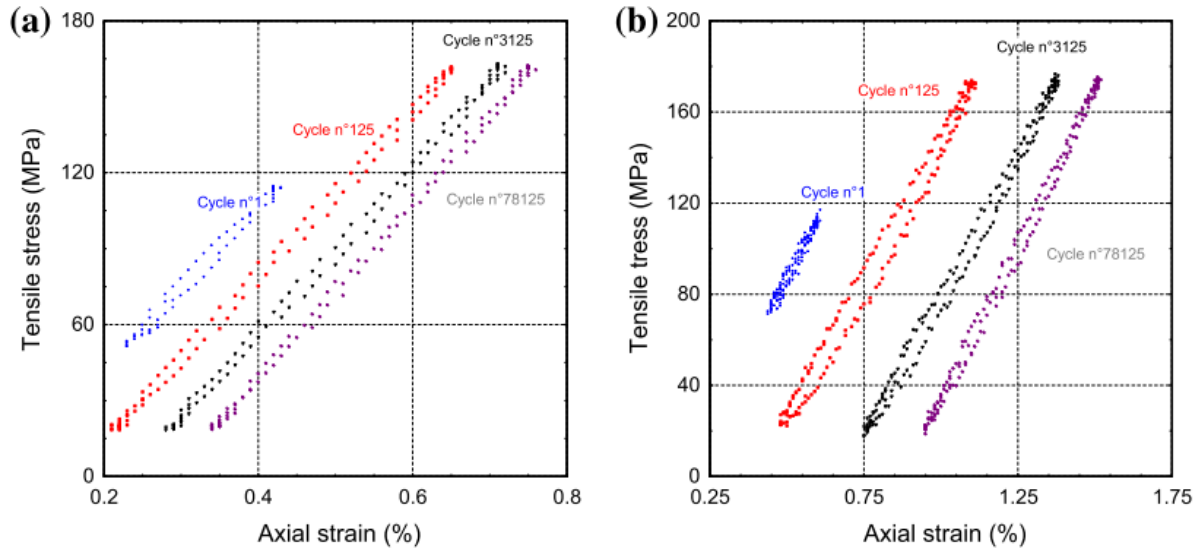 (a)
180
120
60
0
0.2
0.4
0.6
0.8
Tensile stress (MPa)
Axial strain (%)
Cycle n°3125
Cycle n°125
Cycle n°1
Cycle n°78125
(b)
200
160
120
80
40
0
0.25
0.75
1.25
1.75
Tensile tress (MPa)
Axial strain (%)
Cycle n°3125
Cycle n°125
Cycle n°1
Cycle n°78125